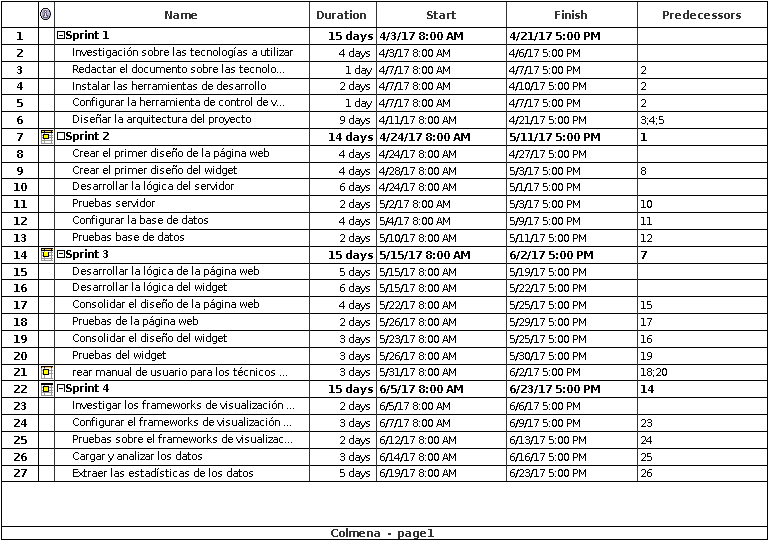 Name Duration Start Finish Predecessors
1 Sprint 1 15 days 4/3/17 8:00 AM 4/21/17 5:00 PM
2 Investigación sobre las tecnologías a utilizar 4 days 4/3/17 8:00 AM 4/6/17 5:00 PM
3 Redactar el documento sobre las tecnolo... 1 day 4/7/17 8:00 AM 4/7/17 5:00 PM 2
4 Instalar las herramientas de desarrollo 2 days 4/7/17 8:00 AM 4/10/17 5:00 PM 2
5 Configurar la herramienta de control de v... 1 day 4/7/17 8:00 AM 4/7/17 5:00 PM 2
6 Diseñar la arquitectura del proyecto 9 days 4/11/17 8:00 AM 4/21/17 5:00 PM 3;4;5
7 Sprint 2 14 days 4/24/17 8:00 AM 5/11/17 5:00 PM 1
8 Crear el primer diseño de la página web 4 days 4/24/17 8:00 AM 4/27/17 5:00 PM
9 Crear el primer diseño del widget 4 days 4/28/17 8:00 AM 5/3/17 5:00 PM 8
10 Desarrollar la lógica del servidor 6 days 4/24/17 8:00 AM 5/1/17 5:00 PM
11 Pruebas servidor 2 days 5/2/17 8:00 AM 5/3/17 5:00 PM 10
12 Configurar la base de datos 4 days 5/4/17 8:00 AM 5/9/17 5:00 PM 11
13 Pruebas base de datos 2 days 5/10/17 8:00 AM 5/11/17 5:00 PM 12
14 Sprint 3 15 days 5/15/17 8:00 AM 6/2/17 5:00 PM 7
15 Desarrollar la lógica de la página web 5 days 5/15/17 8:00 AM 5/19/17 5:00 PM
16 Desarrollar la lógica del widget 6 days 5/15/17 8:00 AM 5/22/17 5:00 PM
17 Consolidar el diseño de la página web 4 days 5/22/17 8:00 AM 5/25/17 5:00 PM 15
18 Pruebas de la página web 2 days 5/26/17 8:00 AM 5/29/17 5:00 PM 17
19 Consolidar el diseño del widget 3 days 5/23/17 8:00 AM 5/25/17 5:00 PM 16
20 Pruebas del widget 3 days 5/26/17 8:00 AM 5/30/17 5:00 PM 19
21 rear manual de usuario para los técnicos ... 3 days 5/31/17 8:00 AM 6/2/17 5:00 PM 18;20
22 Sprint 4 15 days 6/5/17 8:00 AM 6/23/17 5:00 PM 14
23 Investigar los frameworks de visualización ... 2 days 6/5/17 8:00 AM 6/6/17 5:00 PM
24 Configurar el framework de visualización ... 3 days 6/7/17 8:00 AM 6/9/17 5:00 PM 23
25 Pruebas sobre el frameworks de visualizac... 2 days 6/12/17 8:00 AM 6/13/17 5:00 PM 24
26 Cargar y analizar los datos 3 days 6/14/17 8:00 AM 6/16/17 5:00 PM 25
27 Extraer las estadísticas de los datos 5 days 6/19/17 8:00 AM 6/23/17 5:00 PM 26
Colmena - page1